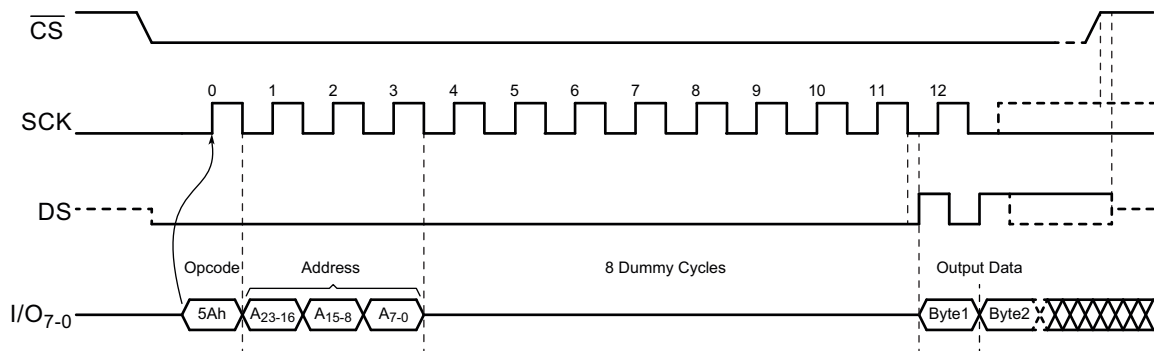 CS
0 1 2 3 4 5 6 7 8 9 10 11 12
SCK
DS
Opcode Address 8 Dummy Cycles Output Data
I/O7-0 5Ah A23-16 A15-8 A7-0 Byte1 Byte2